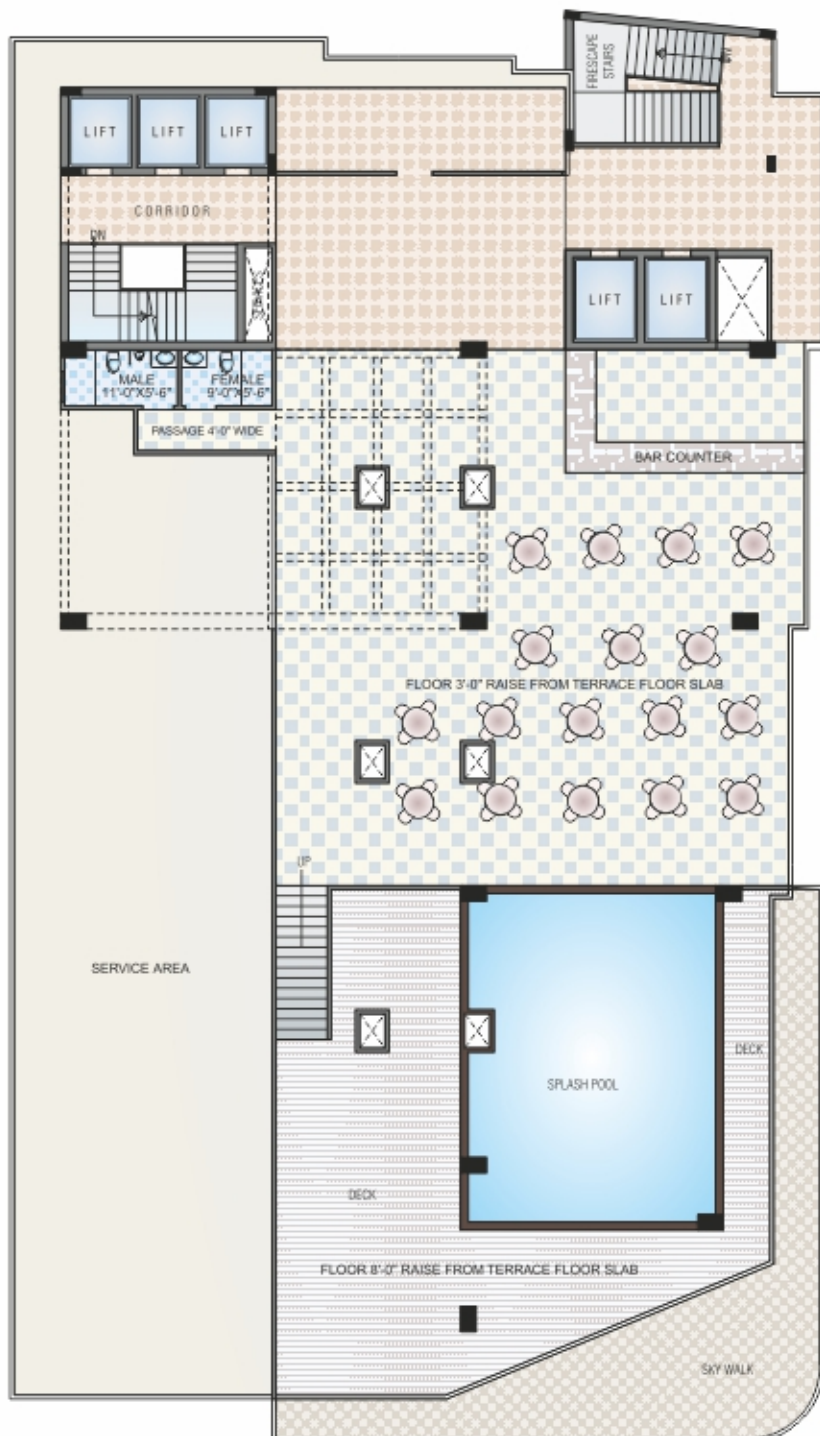 FIRESCAPE
STAIRS
LIFT
LIFT
LIFT
CORRIDOR
DN
LIFT
LIFT
MALE
11'-0"X5'-6"
FEMALE
9'-0"X5'-6"
PASSAGE 4'-0" WIDE
BAR COUNTER
FLOOR 3'-0" RAISE FROM TERRACE FLOOR SLAB
UP
SERVICE AREA
DECK
SPLASH POOL
DECK
FLOOR 8'-0" RAISE FROM TERRACE FLOOR SLAB
SKY WALK